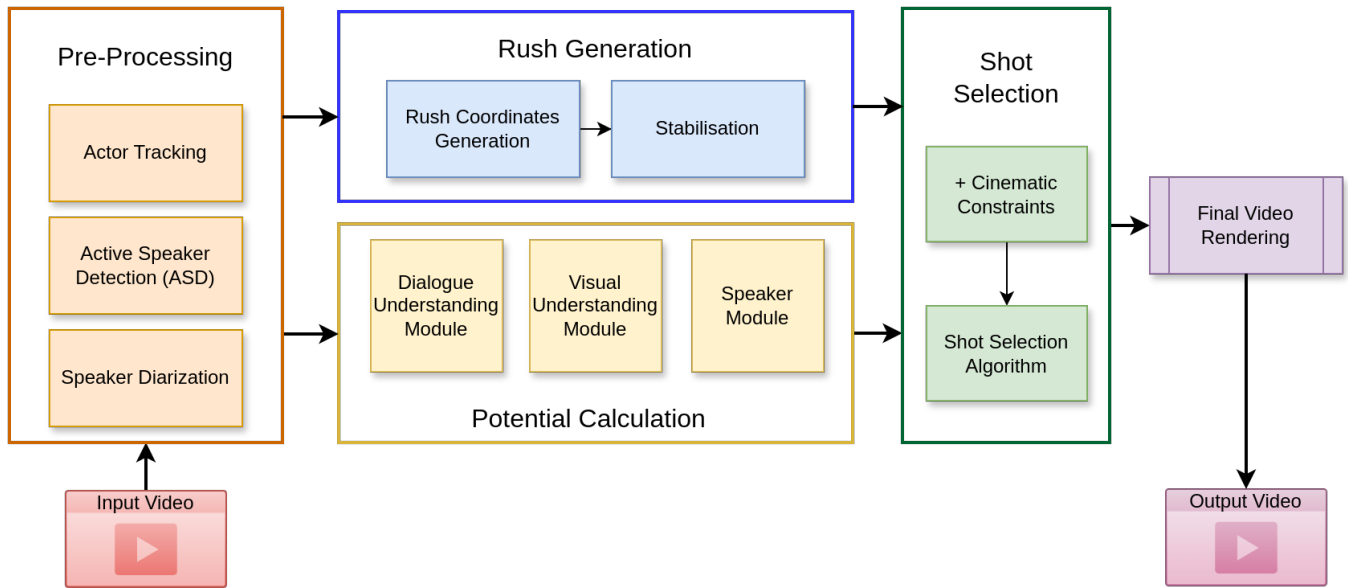 Pre-Processing
Actor Tracking
Active Speaker
Detection (ASD)
Speaker Diarization
Input Video
Rush Generation
Rush Coordinates
Generation
Stabilisation
Dialogue
Understanding
Module
Visual
Understanding
Module
Speaker
Module
Potential Calculation
Shot
Selection
+ Cinematic
Constraints
Shot Selection
Algorithm
Final Video
Rendering
Output Video